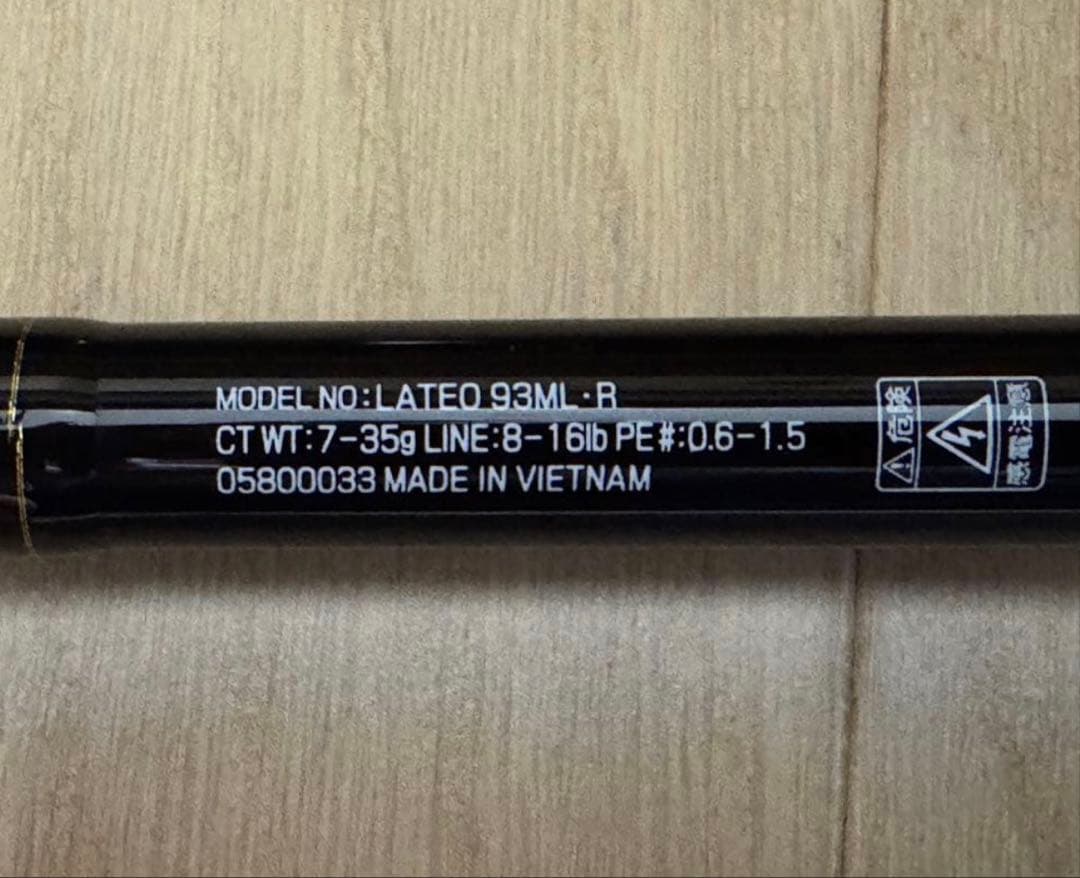 MODEL NO:LATEO 93ML·R
CT WT:7-35g LINE:8-16lb PE#:0.6-1.5
05800033 MADE IN VIETNAM
危険
感電注意